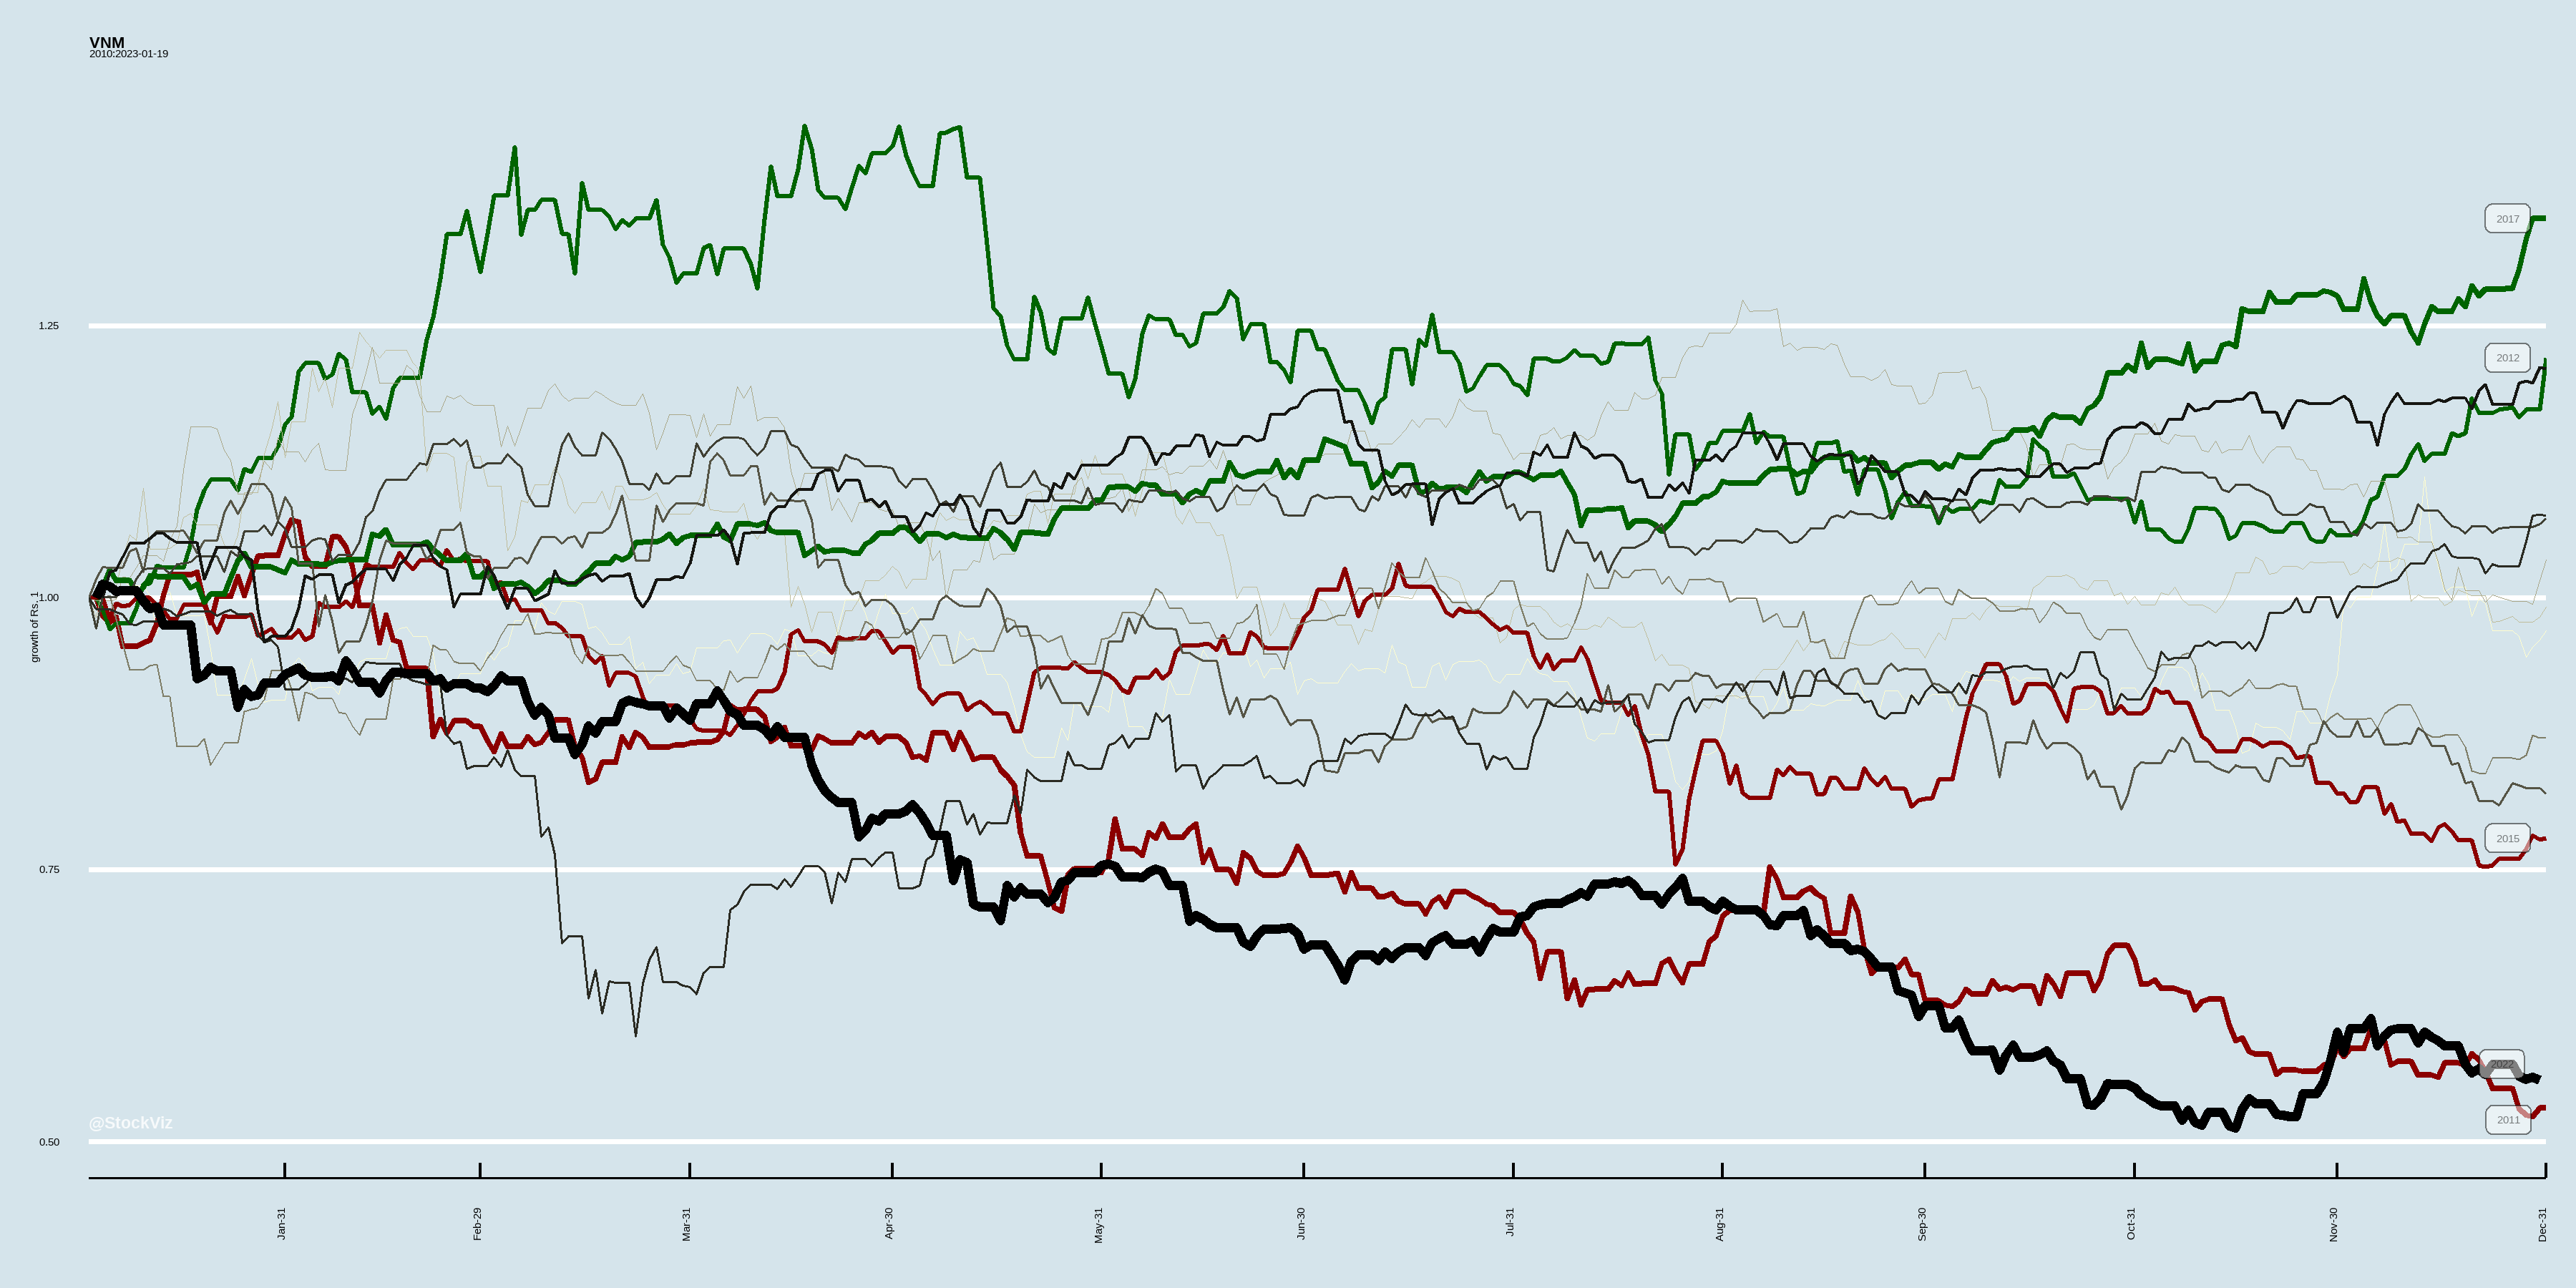 VNM
2010:2023-01-19
2017
1.25
2012
1.00
growth of Rs. 1
2015
0.75
2022
@StockViz
2011
0.50
Jan-31
Feb-29
Mar-31
Apr-30
May-31
Jun-30
Jul-31
Aug-31
Sep-30
Oct-31
Nov-30
Dec-31